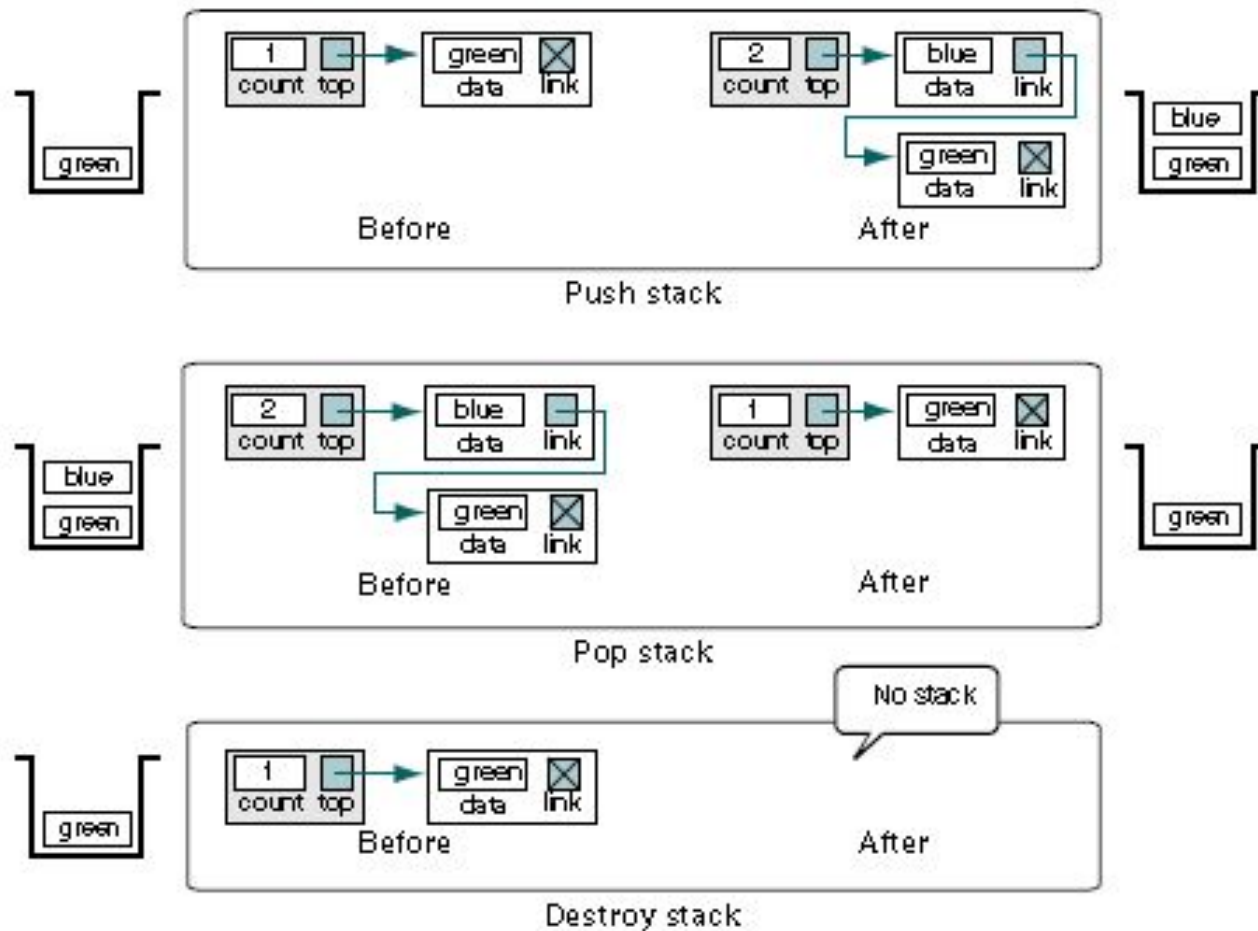 1 green 2 blue
count top data link count top data link
blue
green green green
data link
Before After
Push stack
2 blue 1 green
count top data link count top data link
blue
green green green
data link
Before After
Pop stack
No stack
1 green
count top data link
green
Before After
Destroy stack